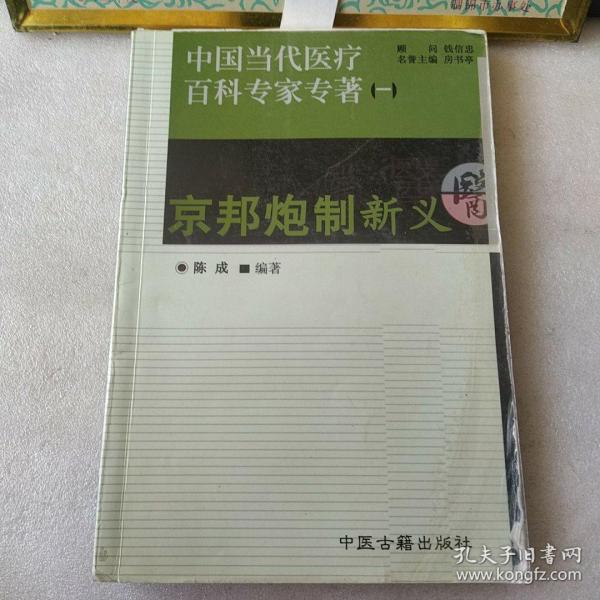 中国当代医疗
百科专家专著(一)
顾 问 钱信忠
名誉主编 房书亭
醫
京邦炮制新义
陈成 编著
中医古籍出版社
孔夫子旧书网
www.kongfz.com